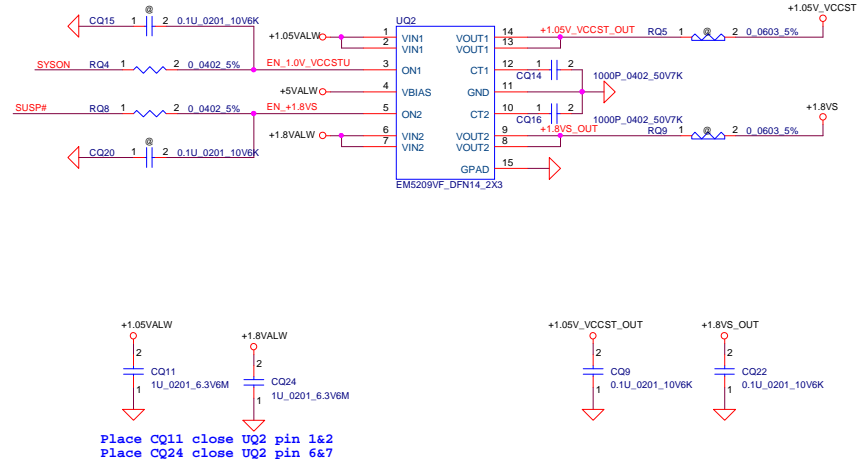 +1.05V_VCCST
CQ15 1 @ 2 0.1U_0201_10V6K
UQ2
+1.05VALW 1 VIN1 VOUT1 14 +1.05V_VCCST_OUT RQ5 1 @ 2 0_0603_5%
2 VIN1 VOUT1 13
SYSON RQ4 1 2 0_0402_5% EN_1.0V_VCCSTU 3 ON1 CT1 12 CQ14 1 2 1000P_0402_50V7K
+5VALW 4 VBIAS GND 11
SUSP# RQ8 1 2 0_0402_5% EN_+1.8VS 5 ON2 CT2 10 CQ16 1 2 1000P_0402_50V7K
+1.8VS
+1.8VALW 6 VIN2 VOUT2 9 +1.8VS_OUT RQ9 1 @ 2 0_0603_5%
7 VIN2 VOUT2 8
CQ20 1 @ 2 0.1U_0201_10V6K
GPAD 15
EM5209VF_DFN14_2X3
+1.05VALW
2
CQ11
1U_0201_6.3V6M
1
+1.8VALW
2
CQ24
1U_0201_6.3V6M
1
+1.05V_VCCST_OUT
2
CQ9
0.1U_0201_10V6K
1
+1.8VS_OUT
2
CQ22
0.1U_0201_10V6K
1
Place CQ11 close UQ2 pin 1&2
Place CQ24 close UQ2 pin 6&7